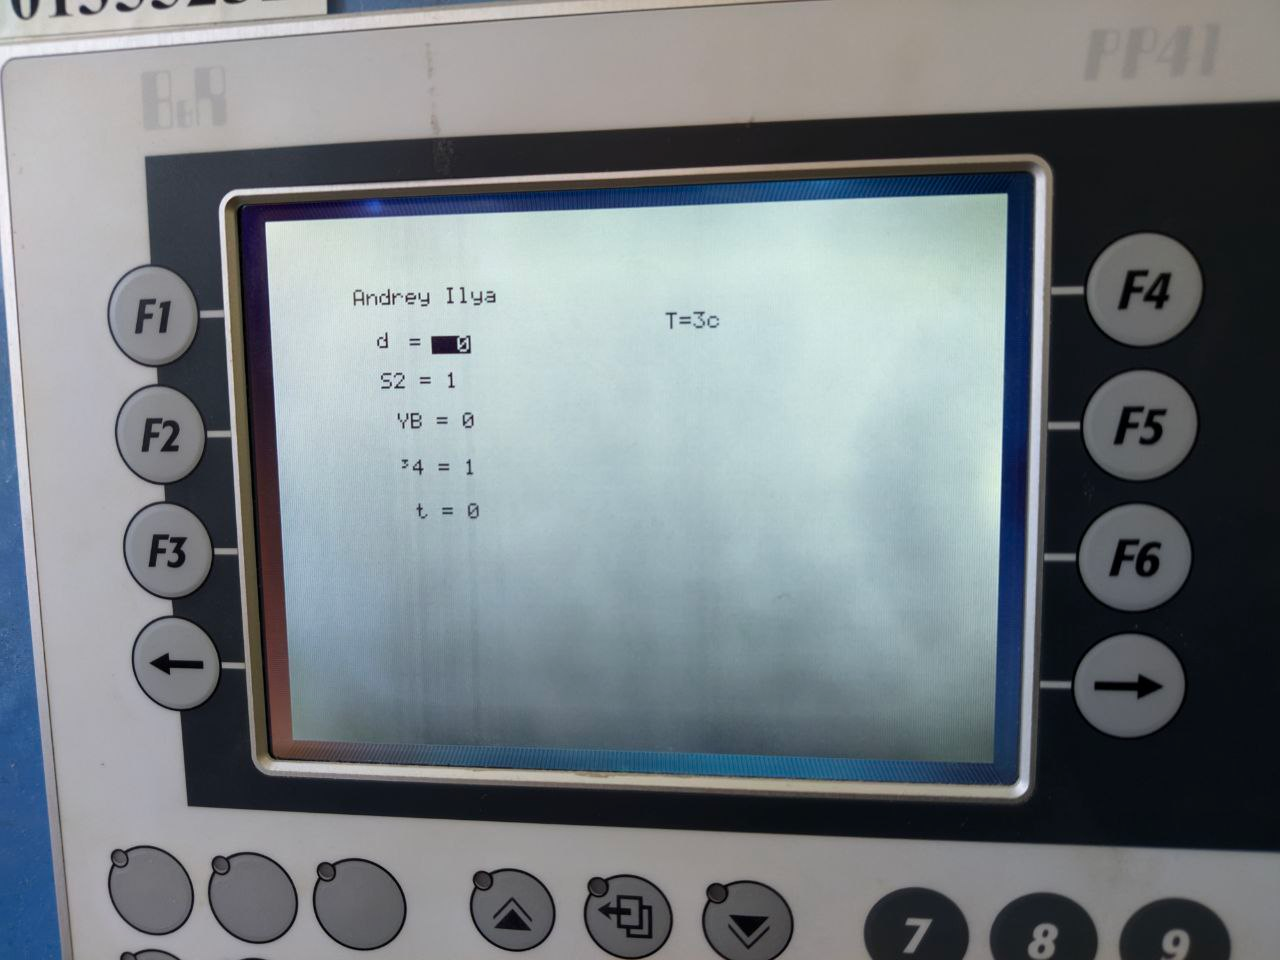 B&R
PP41
Andrey Ilya
T=3c
d = 0
S2 = 1
YB = 0
³4 = 1
t = 0
F1
F2
F3
F4
F5
F6
7
8
9